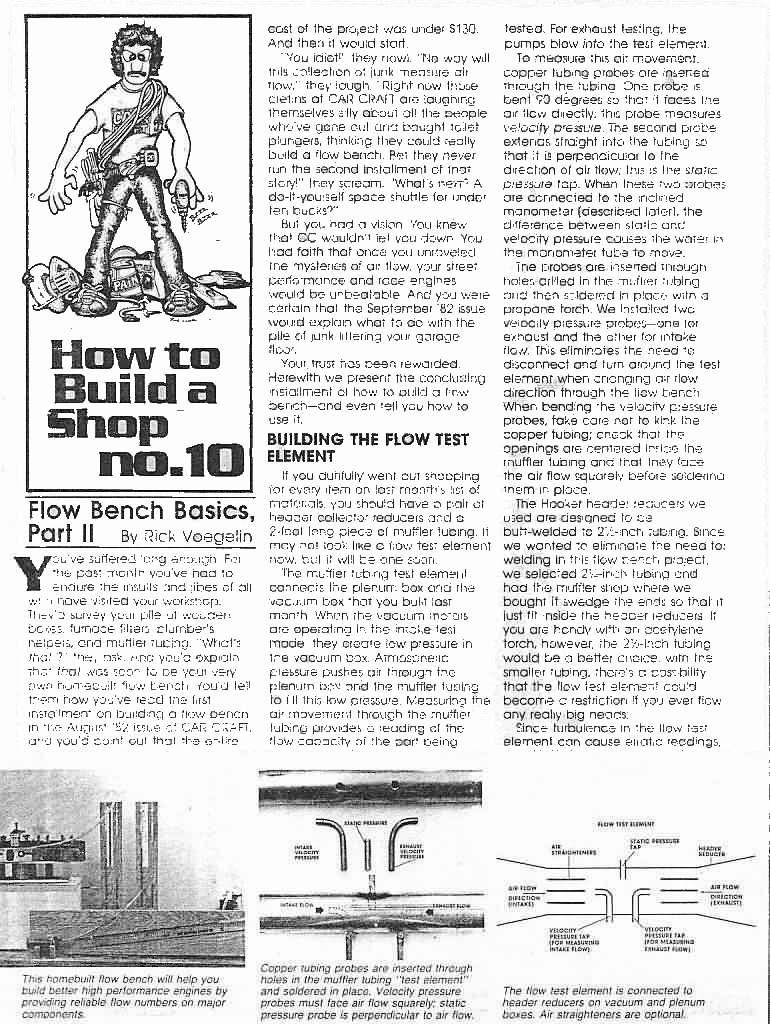 How to
Build a
Shop
no.10
Flow Bench Basics,
Part II By Rick Voegelin
You've suffered long enough. For
the past month you've had to
endure the insults and jibes of all
who have visited your workshop.
They'd survey your pile of wooden
boxes, furnace filters, plumber's
helpers, and muffler tubing. "What's
that?" they ask. And you'd explain
that that was soon to be your very
own homebuilt flow bench. You'd tell
them how you've read the first
installment on building a flow bench
in the August '82 issue of CAR CRAFT,
and you'd point out that the entire
cost of the project was under $130.
And then it would start.
"You idiot!" they howl. "No way will
this collection of junk measure air
flow," they laugh. "Right now those
cretins at CAR CRAFT are laughing
themselves silly about all the people
who've gone out and bought toilet
plungers, thinking they could really
build a flow bench. Bet they never
run the second installment of that
story!" they scream. "What's next? A
do-it-yourself space shuttle for under
ten bucks?"
But you had a vision. You knew
that CC wouldn't let you down. You
had faith that once you unraveled
the mysteries of air flow, your street
performance and race engines
would be unbeatable. And you were
certain that the September '82 issue
would explain what to do with the
pile of junk littering your garage
floor.
Your trust has been rewarded.
Herewith we present the concluding
installment of how to build a flow
bench—and even tell you how to
use it.
BUILDING THE FLOW TEST
ELEMENT
If you dutifully went out shopping
for every item on last month's list of
materials, you should have a pair of
header collector reducers and a
2-foot long piece of muffler tubing. It
may not look like a flow test element
now, but it will be one soon.
The muffler tubing test element
connects the plenum box and the
vacuum box that you built last
month. When the vacuum motors
are operating in the intake test
mode, they create low pressure in
the vacuum box. Atmospheric
pressure pushes air through the
plenum box and the muffler tubing
to fill this low pressure. Measuring the
air movement through the muffler
tubing provides a reading of the
flow capacity of the part being
tested. For exhaust testing, the
pumps blow into the test element.
To measure this air movement,
copper tubing probes are inserted
through the tubing. One probe is
bent 90 degrees so that it faces the
air flow directly; this probe measures
velocity pressure. The second probe
extends straight into the tubing so
that it is perpendicular to the
direction of air flow; this is the static
pressure tap. When these two probes
are connected to the inclined
manometer (described later), the
difference between static and
velocity pressure causes the water in
the manometer tube to move.
The probes are inserted through
holes drilled in the muffler tubing
and then soldered in place with a
propane torch. We installed two
velocity pressure probes—one for
exhaust and the other for intake
flow. This eliminates the need to
disconnect and turn around the test
element when changing air flow
direction through the flow bench.
When bending the velocity pressure
probes, take care not to kink the
copper tubing; check that the
openings are centered inside the
muffler tubing and that they face
the air flow squarely before soldering
them in place.
The Hooker header reducers we
used are designed to be
butt-welded to 2½-inch tubing. Since
we wanted to eliminate the need for
welding in this flow bench project,
we selected tubing and
had the muffler shop where we
bought it swedge the ends so that it
just fit inside the header reducers. If
you are handy with an acetylene
torch, however, the 2½-inch tubing
would be a better choice; with the
smaller tubing, there's a possibility
that the flow test element could
become a restriction if you ever flow
any really big heads.
Since turbulence in the flow test
element can cause erratic readings,
This homebuilt flow bench will help you
build better high performance engines by
providing reliable flow numbers on major
components.
STATIC PRESSURE
INTAKE
VELOCITY
PRESSURE
EXHAUST
VELOCITY
PRESSURE
INTAKE FLOW
EXHAUST FLOW
Copper tubing probes are inserted through
holes in the muffler tubing "test element"
and soldered in place. Velocity pressure
probes must face air flow squarely; static
pressure probe is perpendicular to air flow.
FLOW TEST ELEMENT
AIR
STRAIGHTENERS
STATIC PRESSURE
TAP
HEADER
REDUCER
AIR FLOW
DIRECTION
(INTAKE)
AIR FLOW
DIRECTION
(EXHAUST)
VELOCITY
PRESSURE TAP
(FOR MEASURING
INTAKE FLOW)
VELOCITY
PRESSURE TAP
(FOR MEASURING
EXHAUST FLOW)
The flow test element is connected to
header reducers on vacuum and plenum
boxes. Air straighteners are optional.